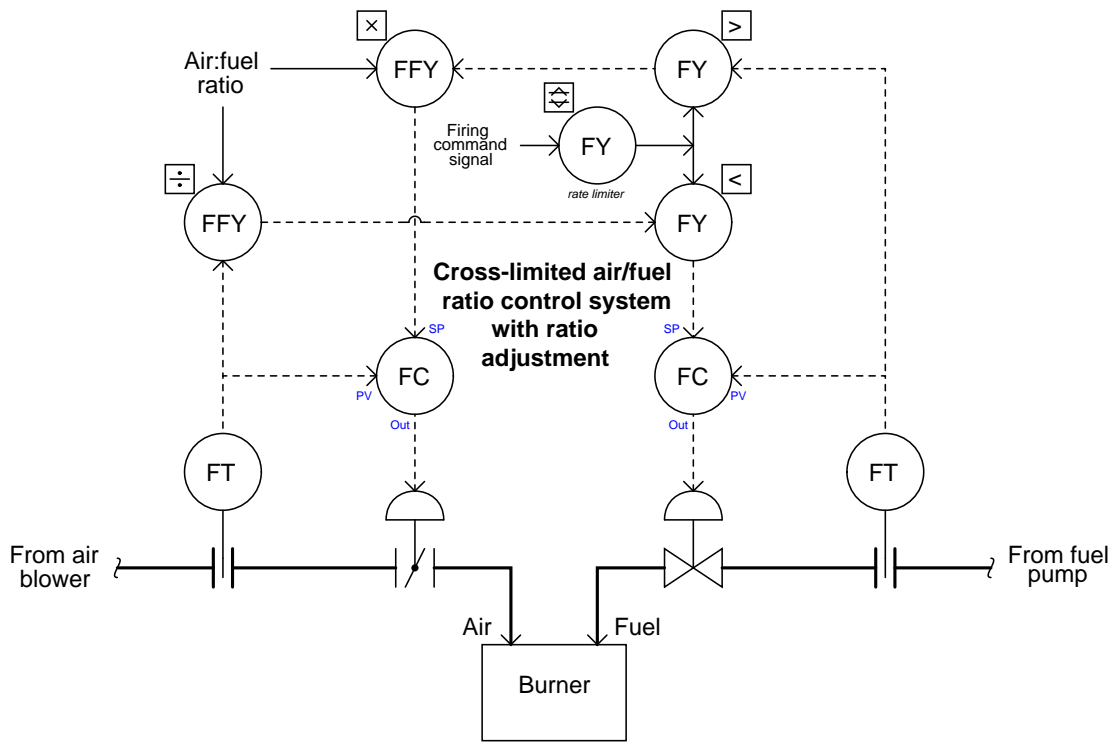 ×
>
Air:fuel
ratio
FFY
FY
Firing
command
signal
FY
rate limiter
÷
<
FFY
FY
Cross-limited air/fuel
ratio control system
with ratio
adjustment
SP
SP
FC
FC
PV
PV
Out
Out
FT
FT
From air
blower
From fuel
pump
Air
Fuel
Burner